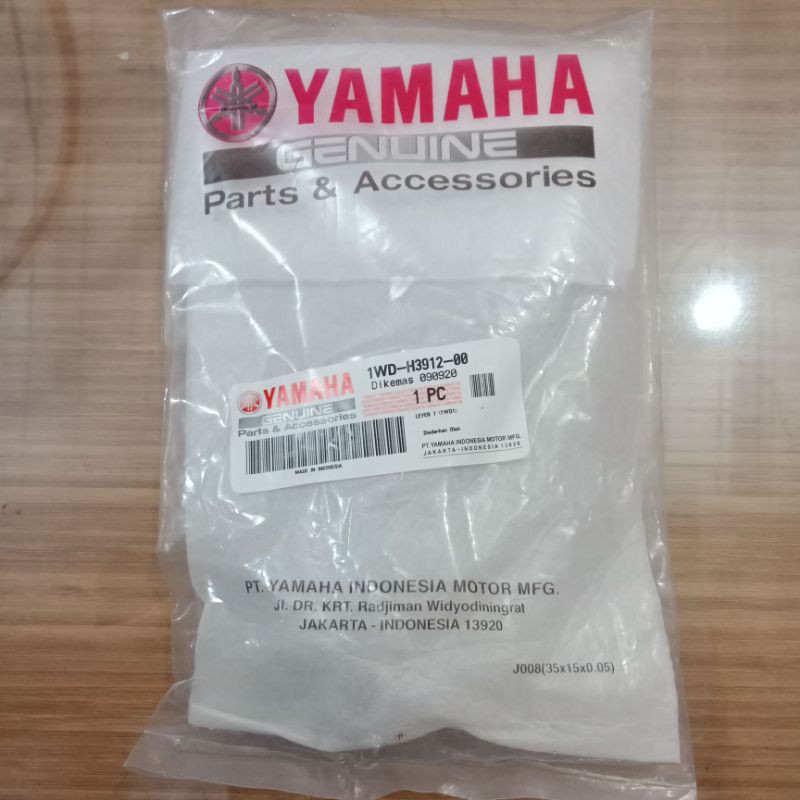 YAMAHA
GENUINE
Parts & Accessories
1WD-H3912-00
Dikemas 090920
YAMAHA
GENUINE
Parts & Accessories
1 PC
LEVER 1 (1WD1)
Diedarkan Oleh
PT. YAMAHA INDONESIA MOTOR MFG.
JAKARTA-INDONESIA 13920
MADE IN INDONESIA
PT. YAMAHA INDONESIA MOTOR MFG.
Jl. DR. KRT. Radjiman Widyodiningrat
JAKARTA - INDONESIA 13920
J008(35x15x0.05)